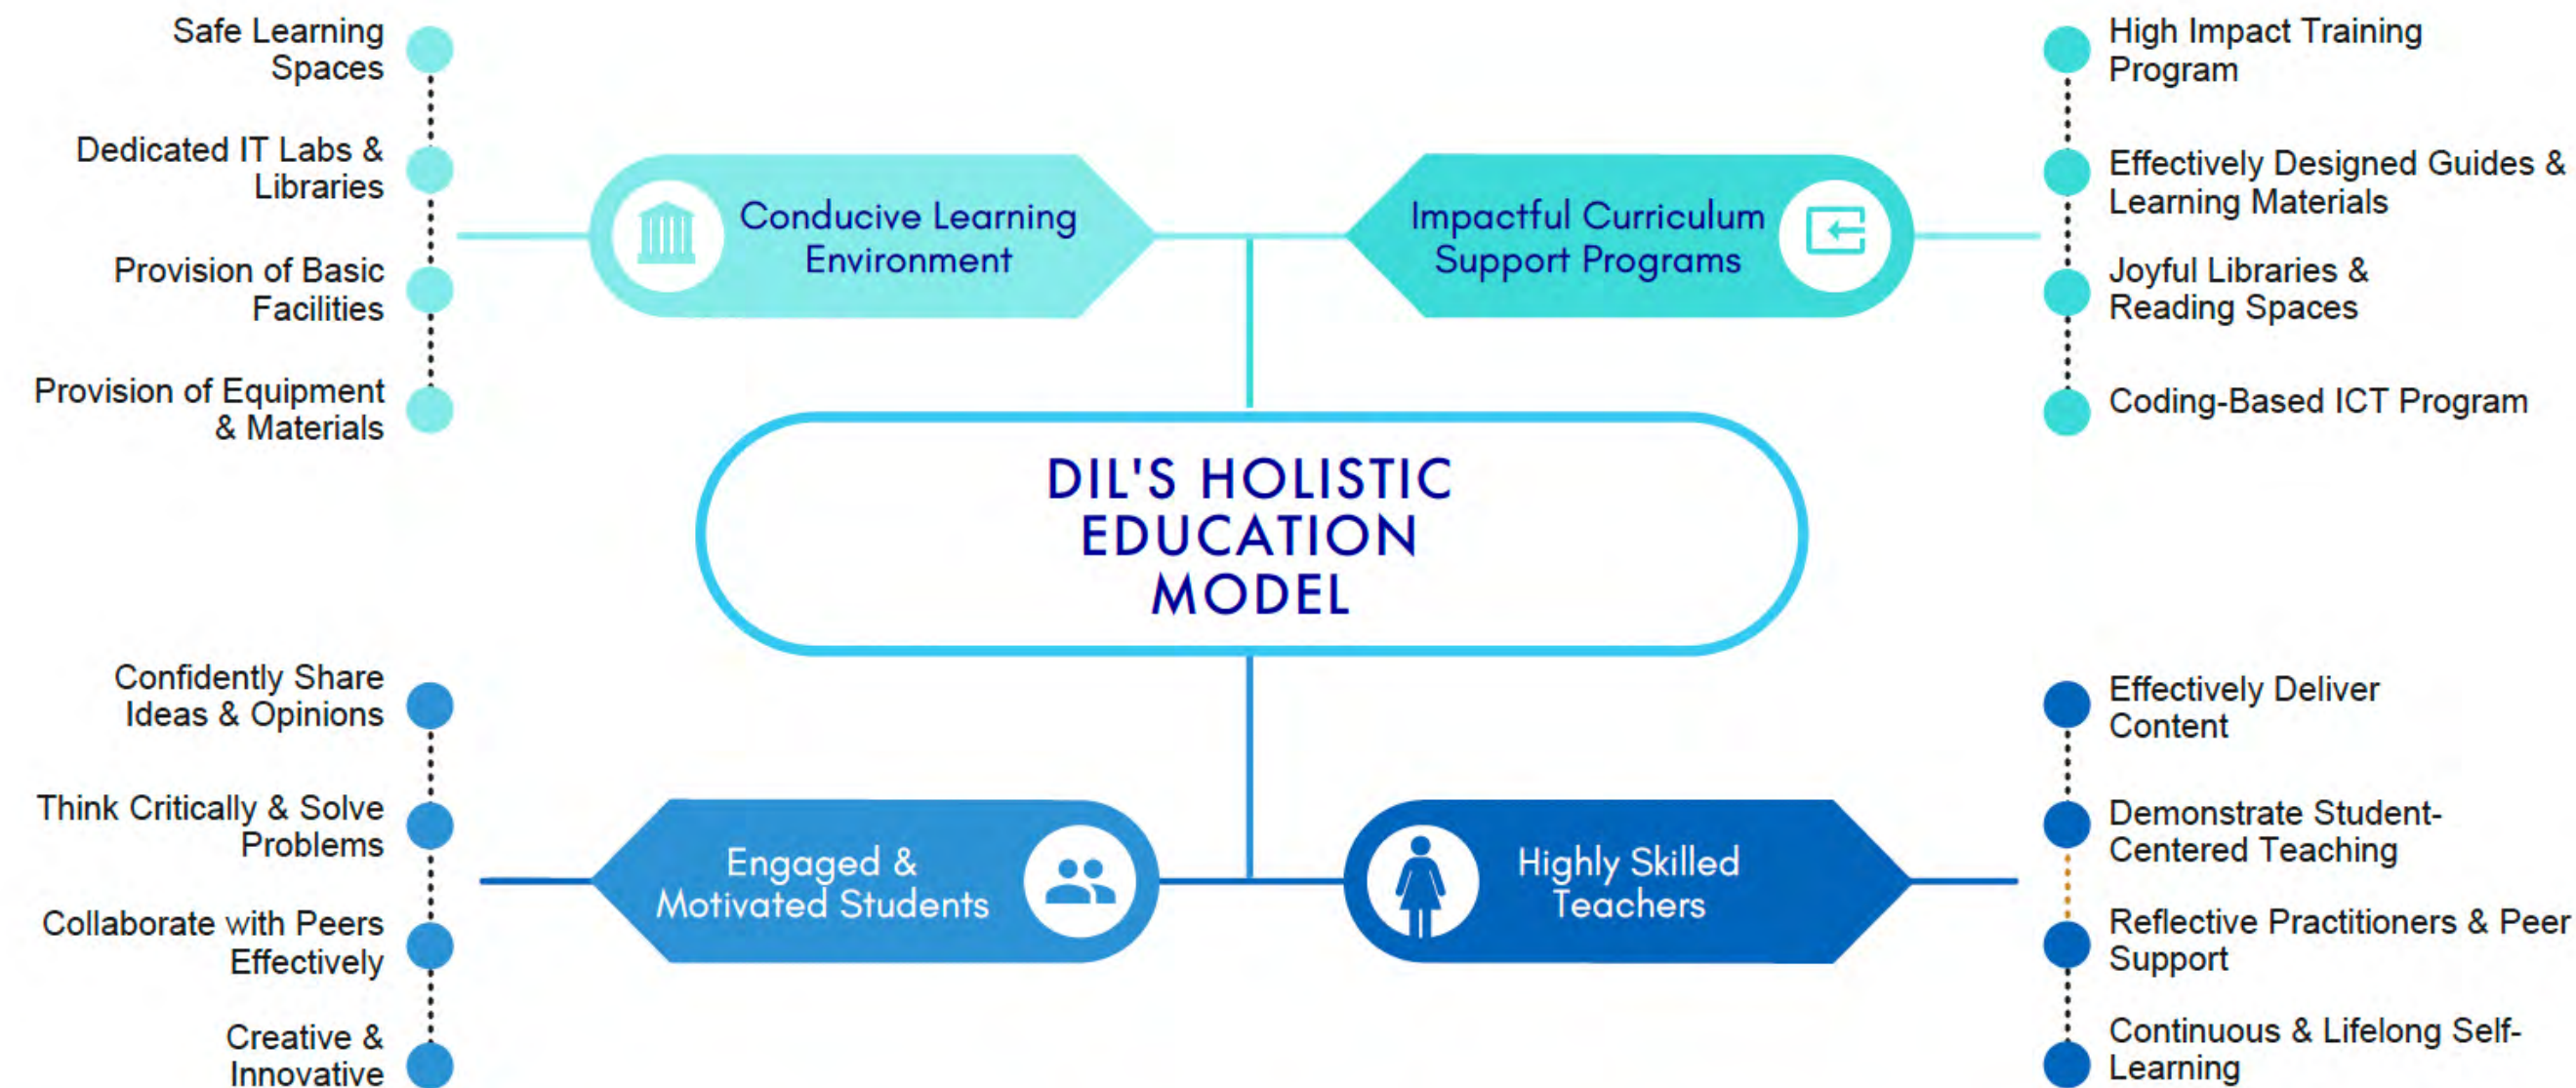 Safe Learning
Spaces
Dedicated IT Labs &
Libraries
Provision of Basic
Facilities
Provision of Equipment
& Materials
Conducive Learning
Environment
Impactful Curriculum
Support Programs
High Impact Training
Program
Effectively Designed Guides &
Learning Materials
Joyful Libraries &
Reading Spaces
Coding-Based ICT Program
DIL'S HOLISTIC
EDUCATION
MODEL
Confidently Share
Ideas & Opinions
Think Critically & Solve
Problems
Collaborate with Peers
Effectively
Creative &
Innovative
Engaged &
Motivated Students
Highly Skilled
Teachers
Effectively Deliver
Content
Demonstrate Student-
Centered Teaching
Reflective Practitioners & Peer
Support
Continuous & Lifelong Self-
Learning